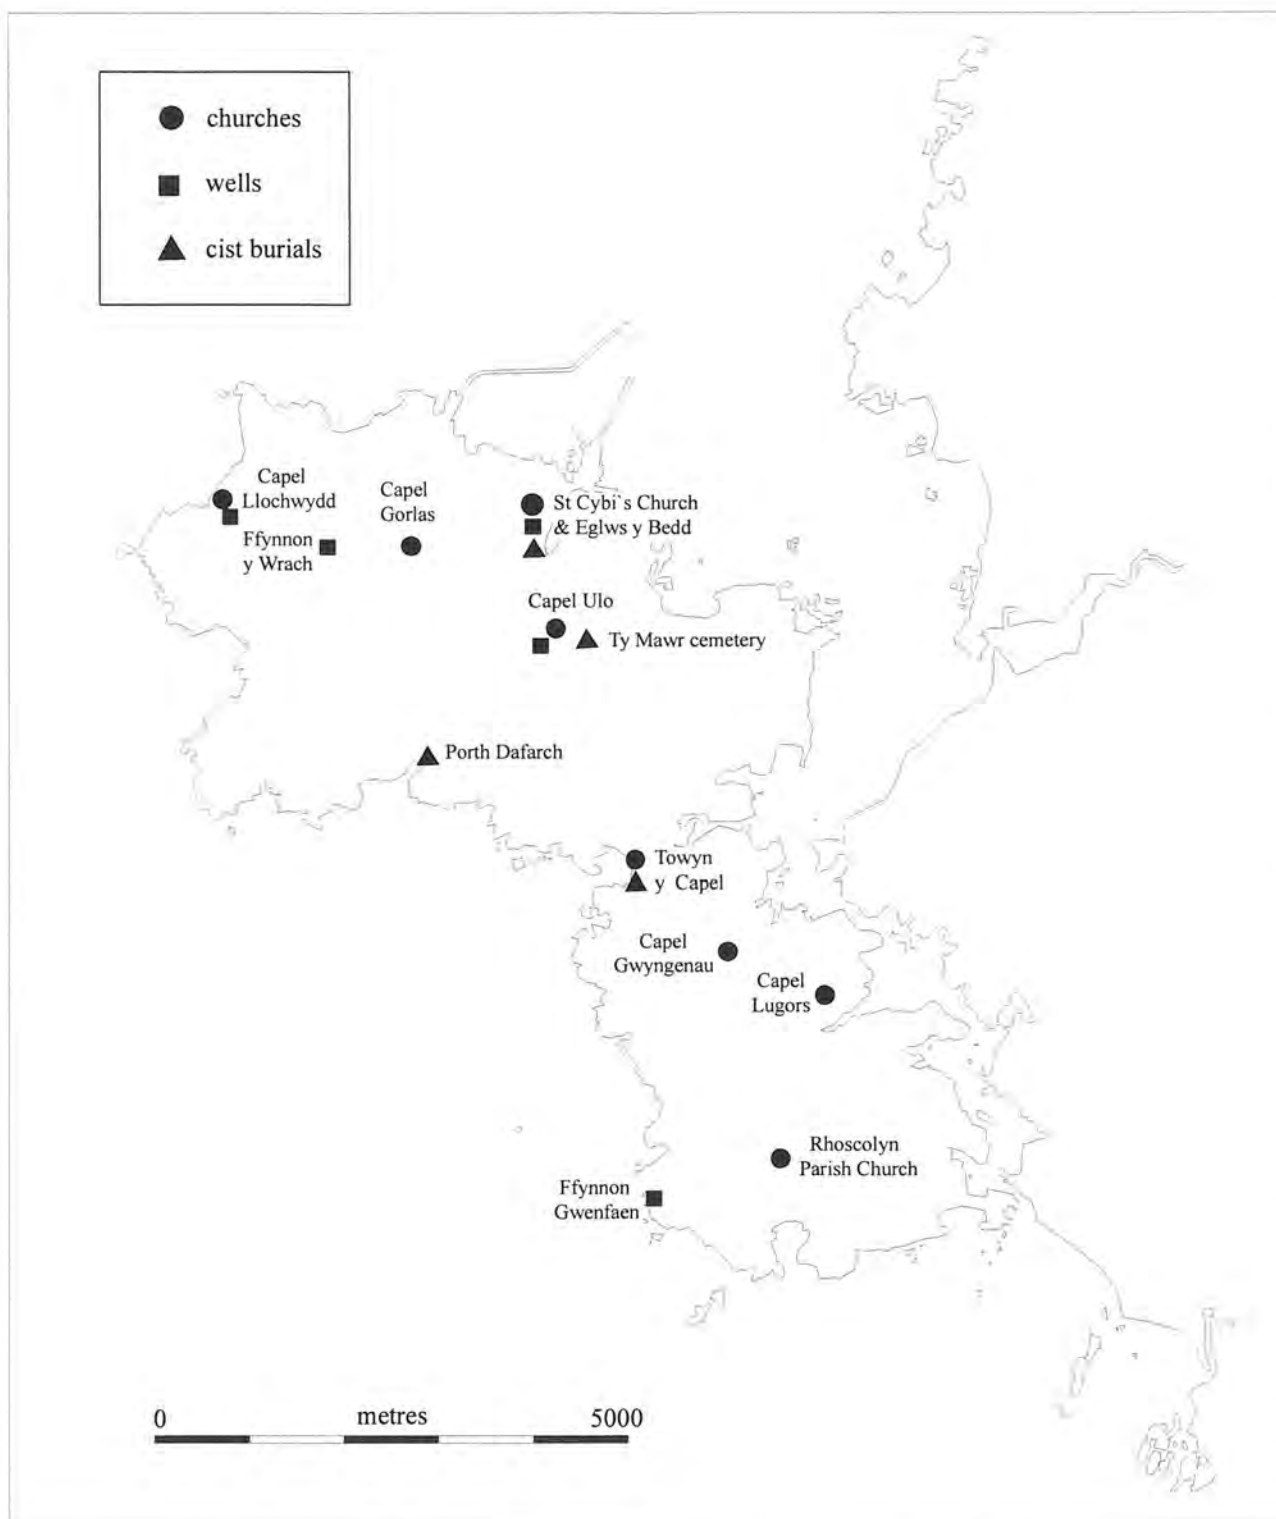 churches
wells
cist burials
Capel
Llochwydd
Capel
Gorlas
St Cybi`s Church
& Eglws y Bedd
Ffynnon
y Wrach
Capel Ulo
Ty Mawr cemetery
Porth Dafarch
Towyn
y Capel
Capel
Gwyngenau
Capel
Lugors
Rhoscolyn
Parish Church
Ffynnon
Gwenfaen
0 metres 5000